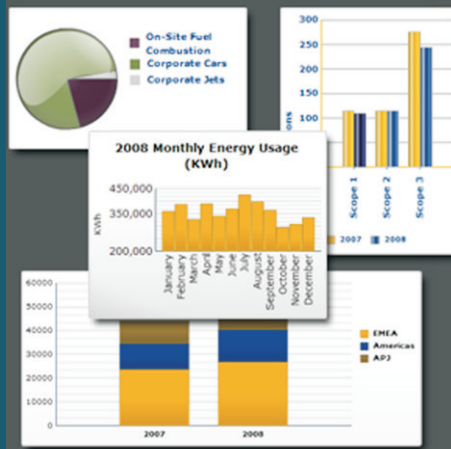 On-Site Fuel
Combustion
Corporate Cars
Corporate Jets
300
250
200
150
100
ons
Scope 1
Scope 2
Scope 3
2007
2008
2008 Monthly Energy Usage
(KWh)
450,000
350,000
200,000
KWh
January
February
March
April
May
June
July
August
September
October
November
December
60000
50000
40000
30000
20000
10000
0
2007
2008
EMEA
Americas
APJ